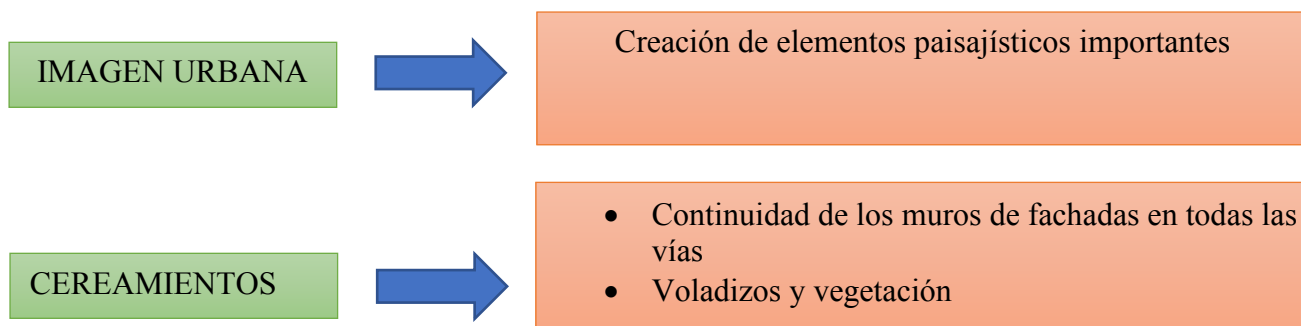 IMAGEN URBANA
Creación de elementos paisajísticos importantes
CEREAMIENTOS
• Continuidad de los muros de fachadas en todas las
vías
• Voladizos y vegetación